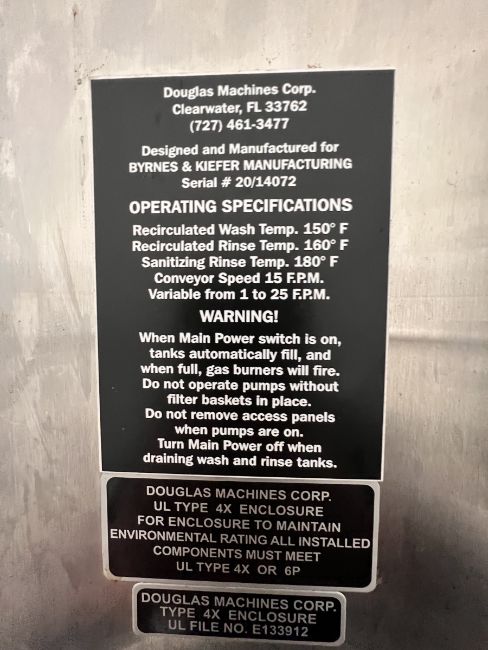 Douglas Machines Corp.
Clearwater, FL 33762
(727) 461-3477
Designed and Manufactured for
BYRNES & KIEFER MANUFACTURING
Serial # 20/14072
OPERATING SPECIFICATIONS
Recirculated Wash Temp. 150° F
Recirculated Rinse Temp. 160° F
Sanitizing Rinse Temp. 180° F
Conveyor Speed 15 F.P.M.
Variable from 1 to 25 F.P.M.
WARNING!
When Main Power switch is on,
tanks automatically fill, and
when full, gas burners will fire.
Do not operate pumps without
filter baskets in place.
Do not remove access panels
when pumps are on.
Turn Main Power off when
draining wash and rinse tanks.
DOUGLAS MACHINES CORP.
UL TYPE 4X ENCLOSURE
FOR ENCLOSURE TO MAINTAIN
ENVIRONMENTAL RATING ALL INSTALLED
COMPONENTS MUST MEET
UL TYPE 4X OR 6P
DOUGLAS MACHINES CORP.
TYPE 4X ENCLOSURE
UL FILE NO. E133912